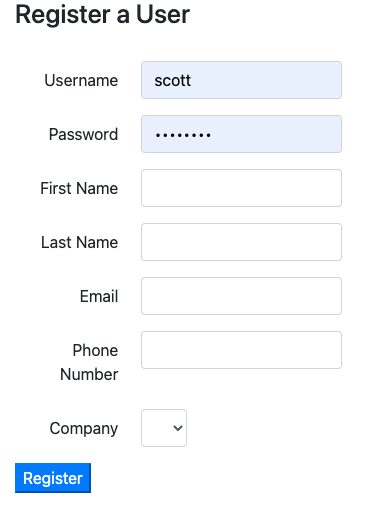 Register a User
Username scott
Password ••••••••
First Name
Last Name
Email
Phone
Number
Company
Register